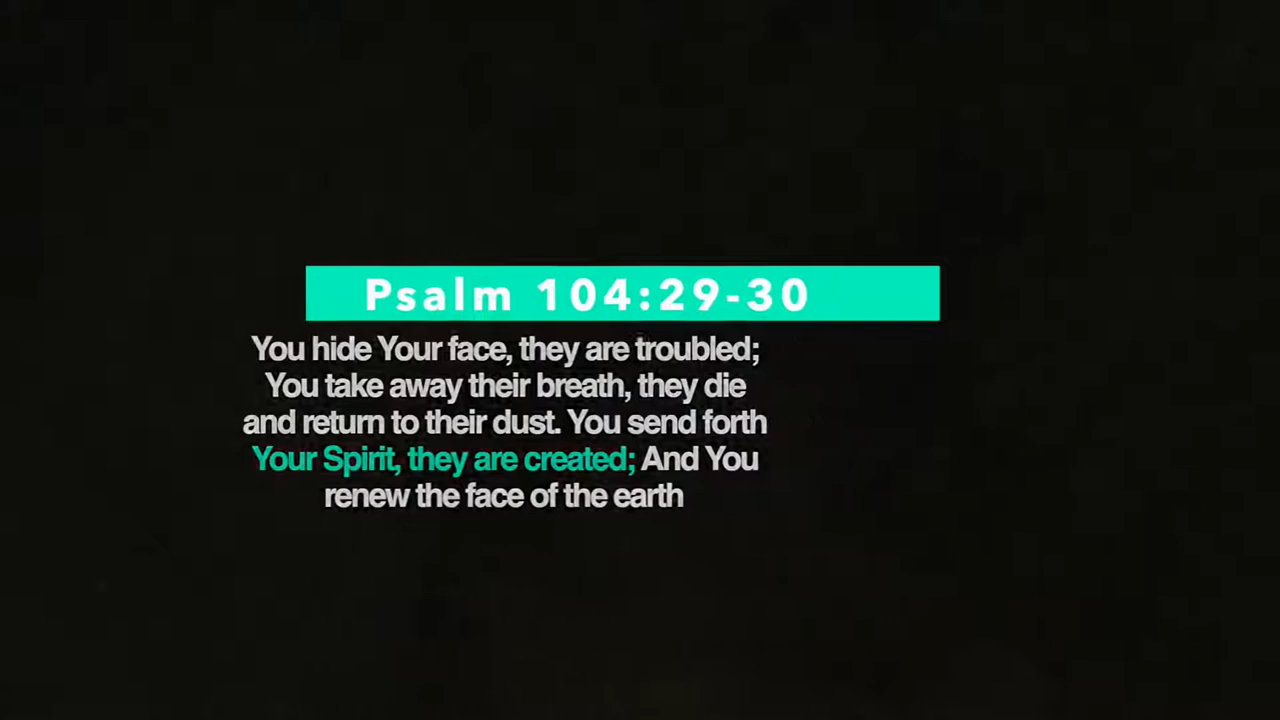 Psalm 104:29-30
You hide Your face, they are troubled;
You take away their breath, they die
and return to their dust. You send forth
Your Spirit, they are created; And You
renew the face of the earth